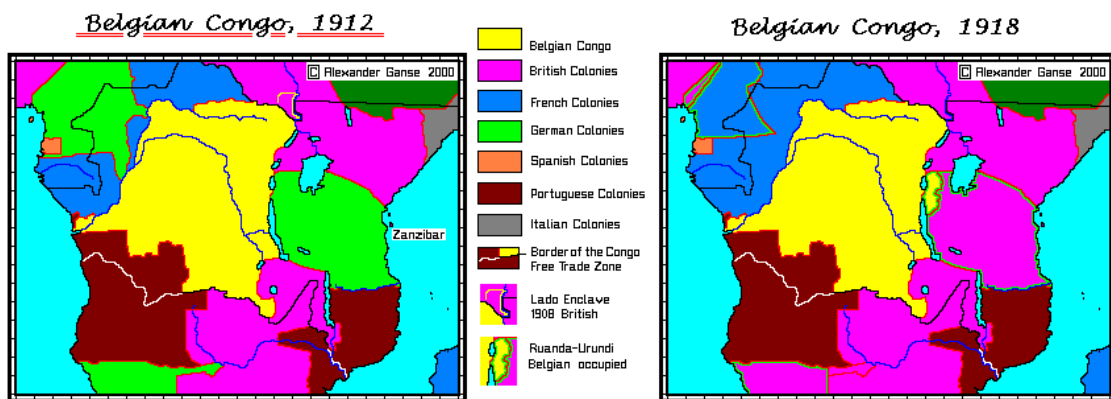 Belgian Congo, 1912
C Alexander Ganse 2000
Zanzibar
Belgian Congo
British Colonies
French Colonies
German Colonies
Spanish Colonies
Portuguese Colonies
Italian Colonies
Border of the Congo
Free Trade Zone
Lado Enclave
1908 British
Ruanda-Urundi
Belgian occupied
Belgian Congo, 1918
C Alexander Ganse 2000